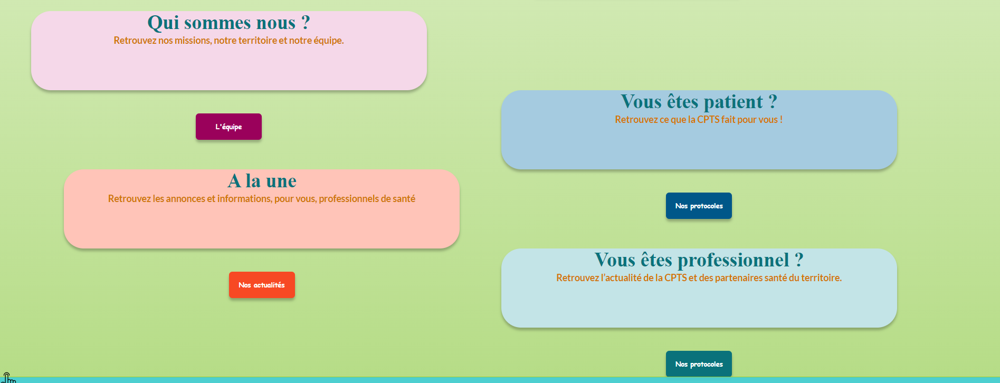 Qui sommes nous ?
Retrouvez nos missions, notre territoire et notre équipe.
L'équipe
Vous êtes patient ?
Retrouvez ce que la CPTS fait pour vous !
Nos protocoles
A la une
Retrouvez les annonces et informations, pour vous, professionnels de santé
Nos actualités
Vous êtes professionnel ?
Retrouvez l’actualité de la CPTS et des partenaires santé du territoire.
Nos protocoles